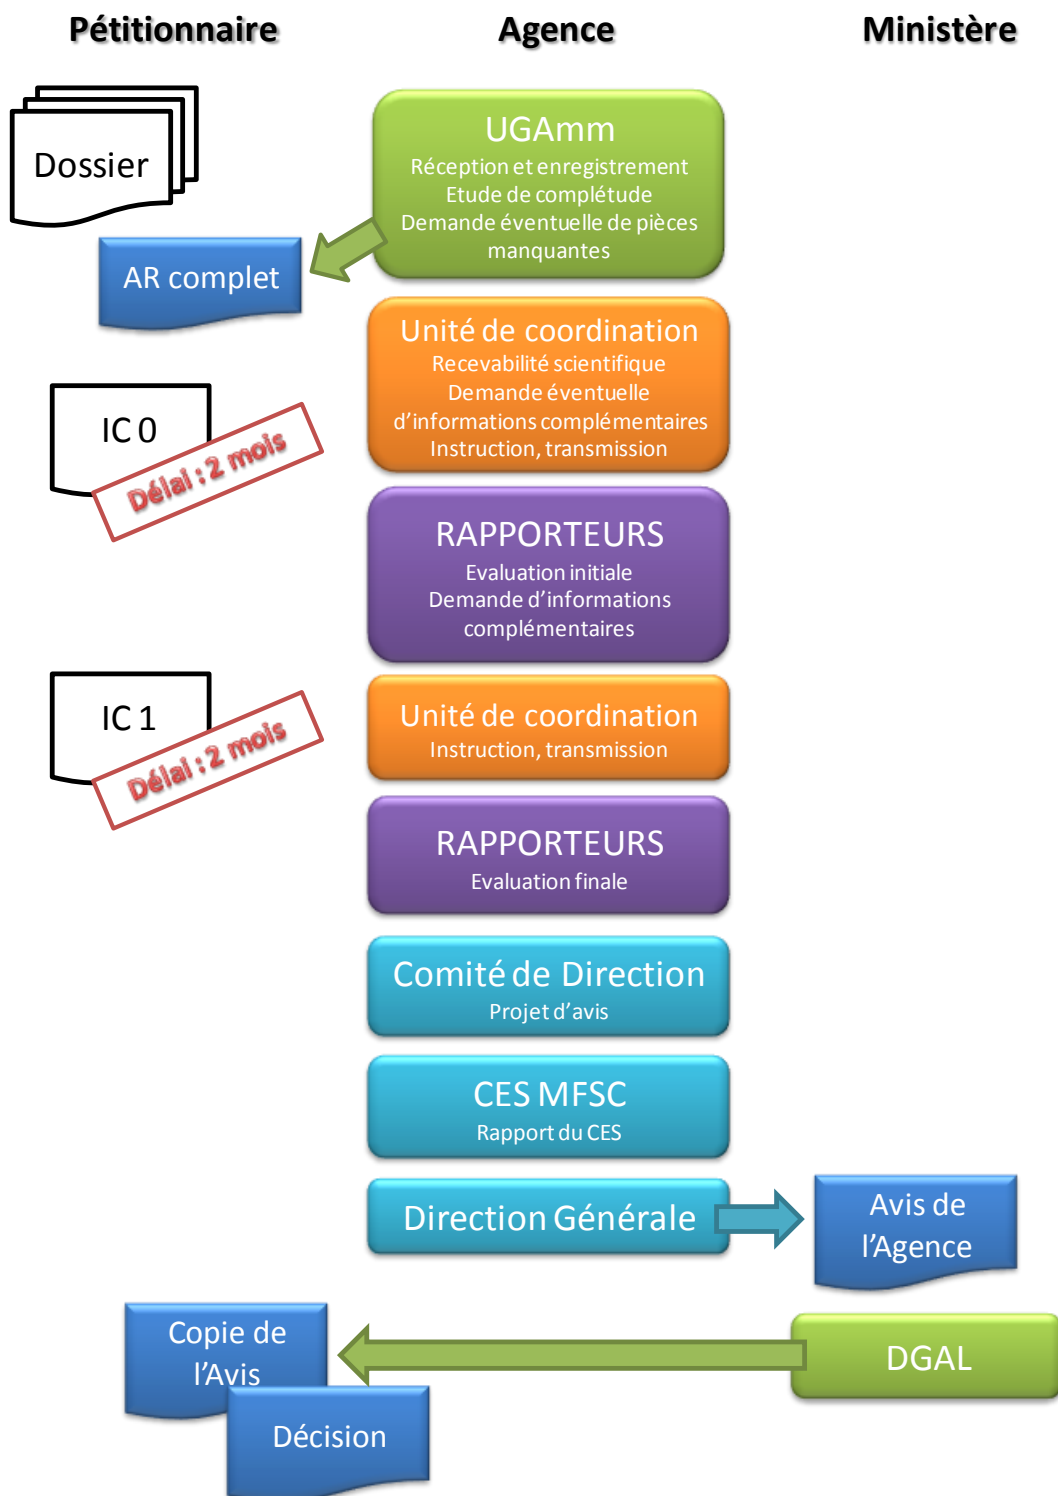 Pétitionnaire
Agence
Ministère
Dossier
UGAmm
Réception et enregistrement
Etude de complétude
Demande éventuelle de pièces
manquantes
AR complet
Unité de coordination
Recevabilité scientifique
Demande éventuelle
d'informations complémentaires
Instruction, transmission
IC 0
Délai : 2 mois
RAPPORTEURS
Evaluation initiale
Demande d'informations
complémentaires
IC 1
Délai : 2 mois
Unité de coordination
Instruction, transmission
RAPPORTEURS
Evaluation finale
Comité de Direction
Projet d'avis
CES MFSC
Rapport du CES
Direction Générale
Avis de
l'Agence
Copie de
l'Avis
DGAL
Décision